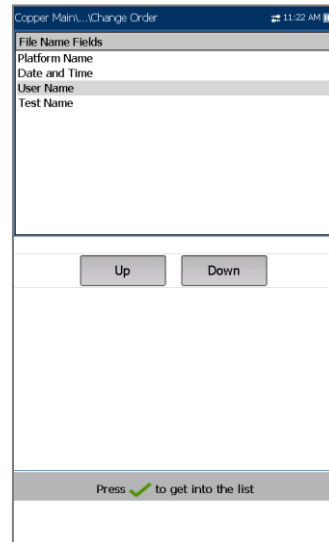 Copper Main\...\Change Order 11:22 AM
File Name Fields
Platform Name
Date and Time
User Name
Test Name
Up Down
Press to get into the list